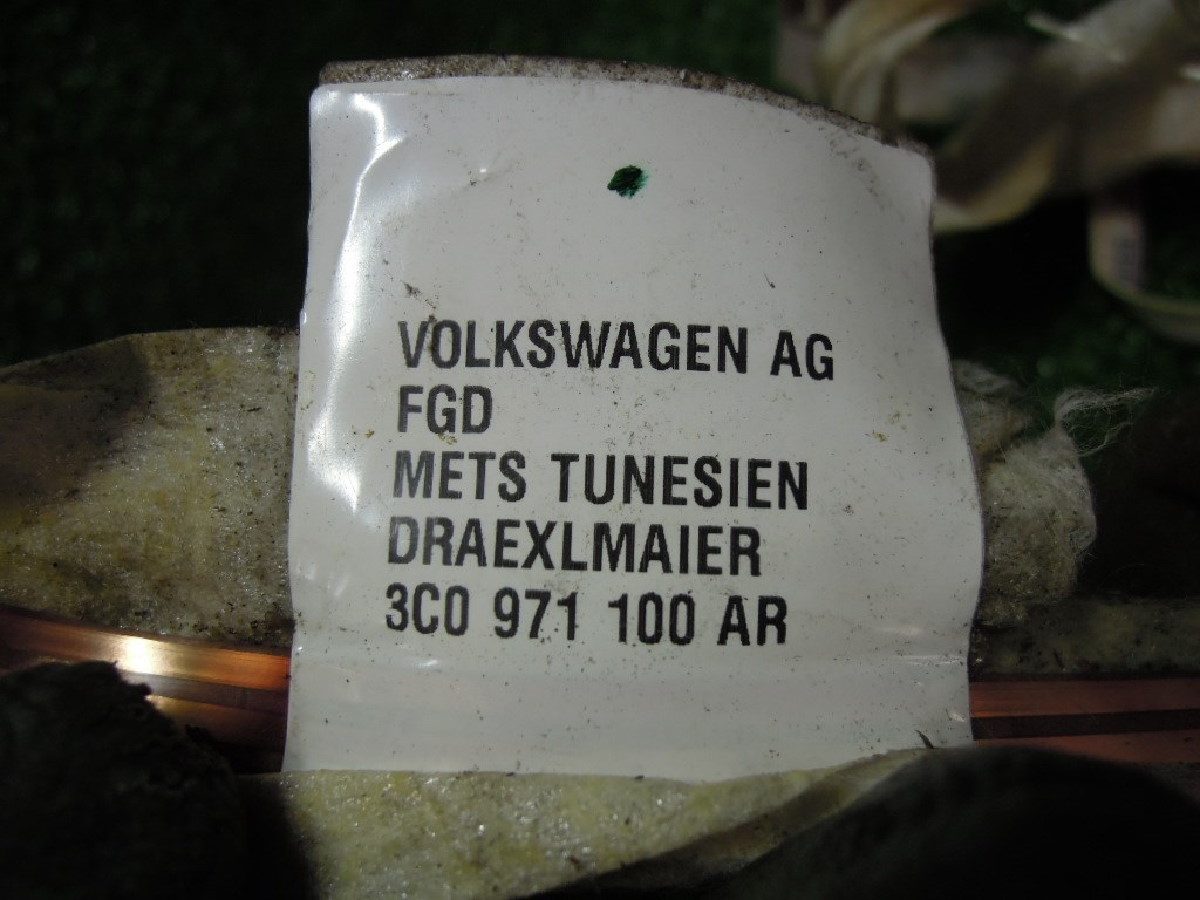 VOLKSWAGEN AG
FGD
METS TUNESIEN
DRAEXLMAIER
3C0 971 100 AR